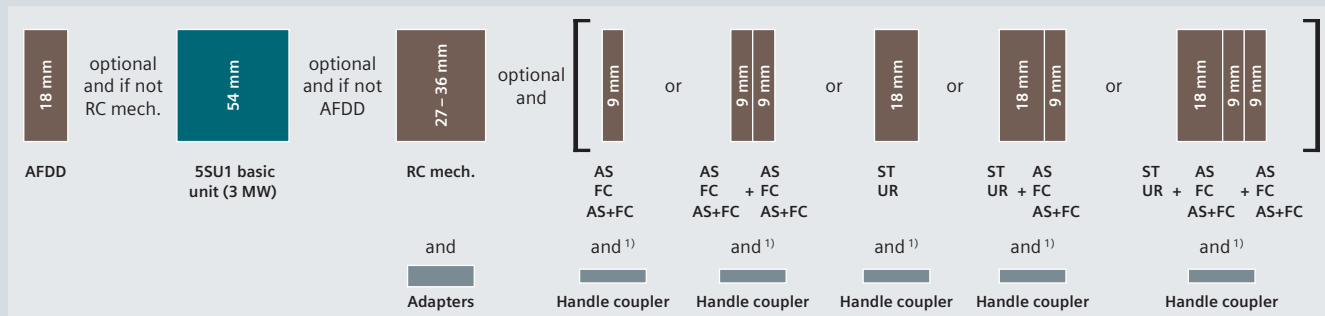 18 mm
optional
and if not
RC mech.
54 mm
optional
and if not
AFDD
27 – 36 mm
optional
and
9 mm
or
9 mm
9 mm
or
18 mm
or
18 mm
9 mm
or
18 mm
9 mm
9 mm
AFDD
5SU1 basic
unit (3 MW)
RC mech.
AS
FC
AS+FC
AS AS
FC + FC
AS+FC AS+FC
ST
UR
ST AS
UR + FC
AS+FC
ST AS AS
UR + FC + FC
AS+FC AS+FC
and
and 1)
and 1)
and 1)
and 1)
and 1)
Adapters
Handle coupler
Handle coupler
Handle coupler
Handle coupler
Handle coupler